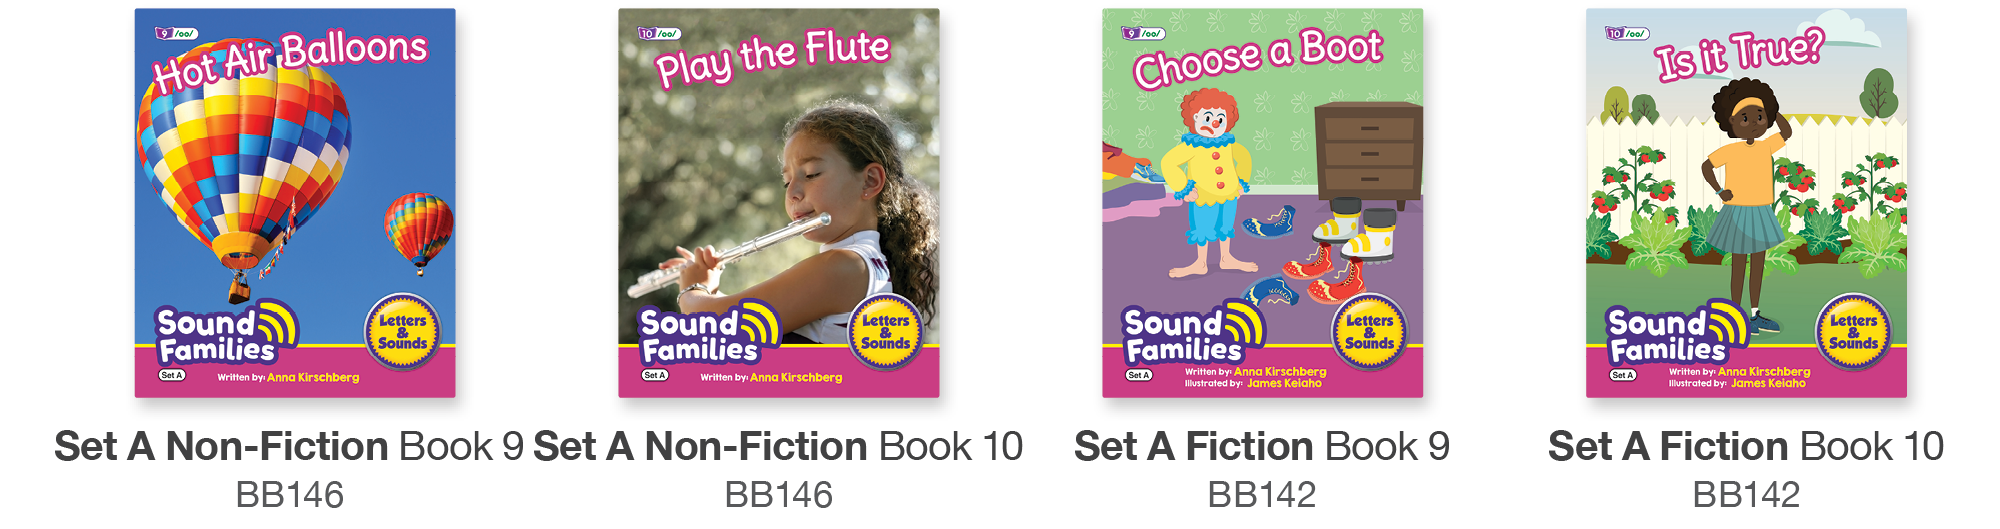 9 /oo/
Hot Air Balloons
Sound
Families
Set A
Letters
&
Sounds
Written by: Anna Kirschberg
Set A Non-Fiction Book 9
BB146
10 /oo/
Play the Flute
Sound
Families
Set A
Letters
&
Sounds
Written by: Anna Kirschberg
Set A Non-Fiction Book 10
BB146
9 /oo/
Choose a Boot
Sound
Families
Set A
Letters
&
Sounds
Written by: Anna Kirschberg
Illustrated by: James Keiaho
Set A Fiction Book 9
BB142
10 /oo/
Is it True?
Sound
Families
Set A
Letters
&
Sounds
Written by: Anna Kirschberg
Illustrated by: James Keiaho
Set A Fiction Book 10
BB142